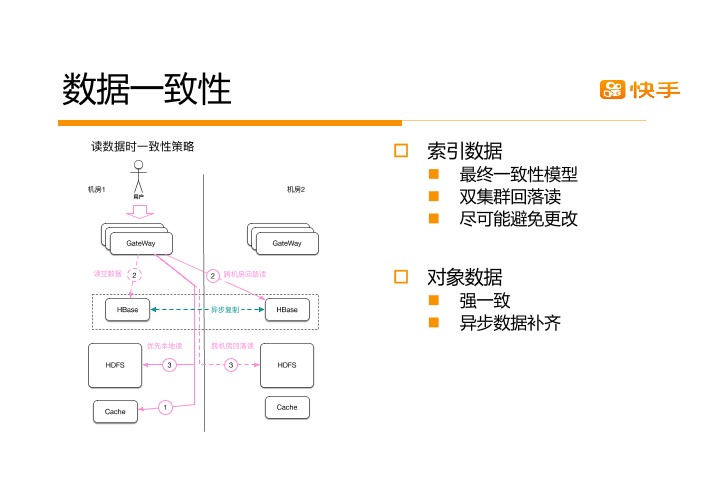 数据一致性
快手
读数据时一致性策略
机房1
用户
机房2
GateWay
GateWay
读空数据
2
2
跨机房回落读
HBase
异步复制
HBase
优先本地读
跨机房回落读
HDFS
3
3
HDFS
Cache
1
Cache
索引数据
最终一致性模型
双集群回落读
尽可能避免更改
对象数据
强一致
异步数据补齐